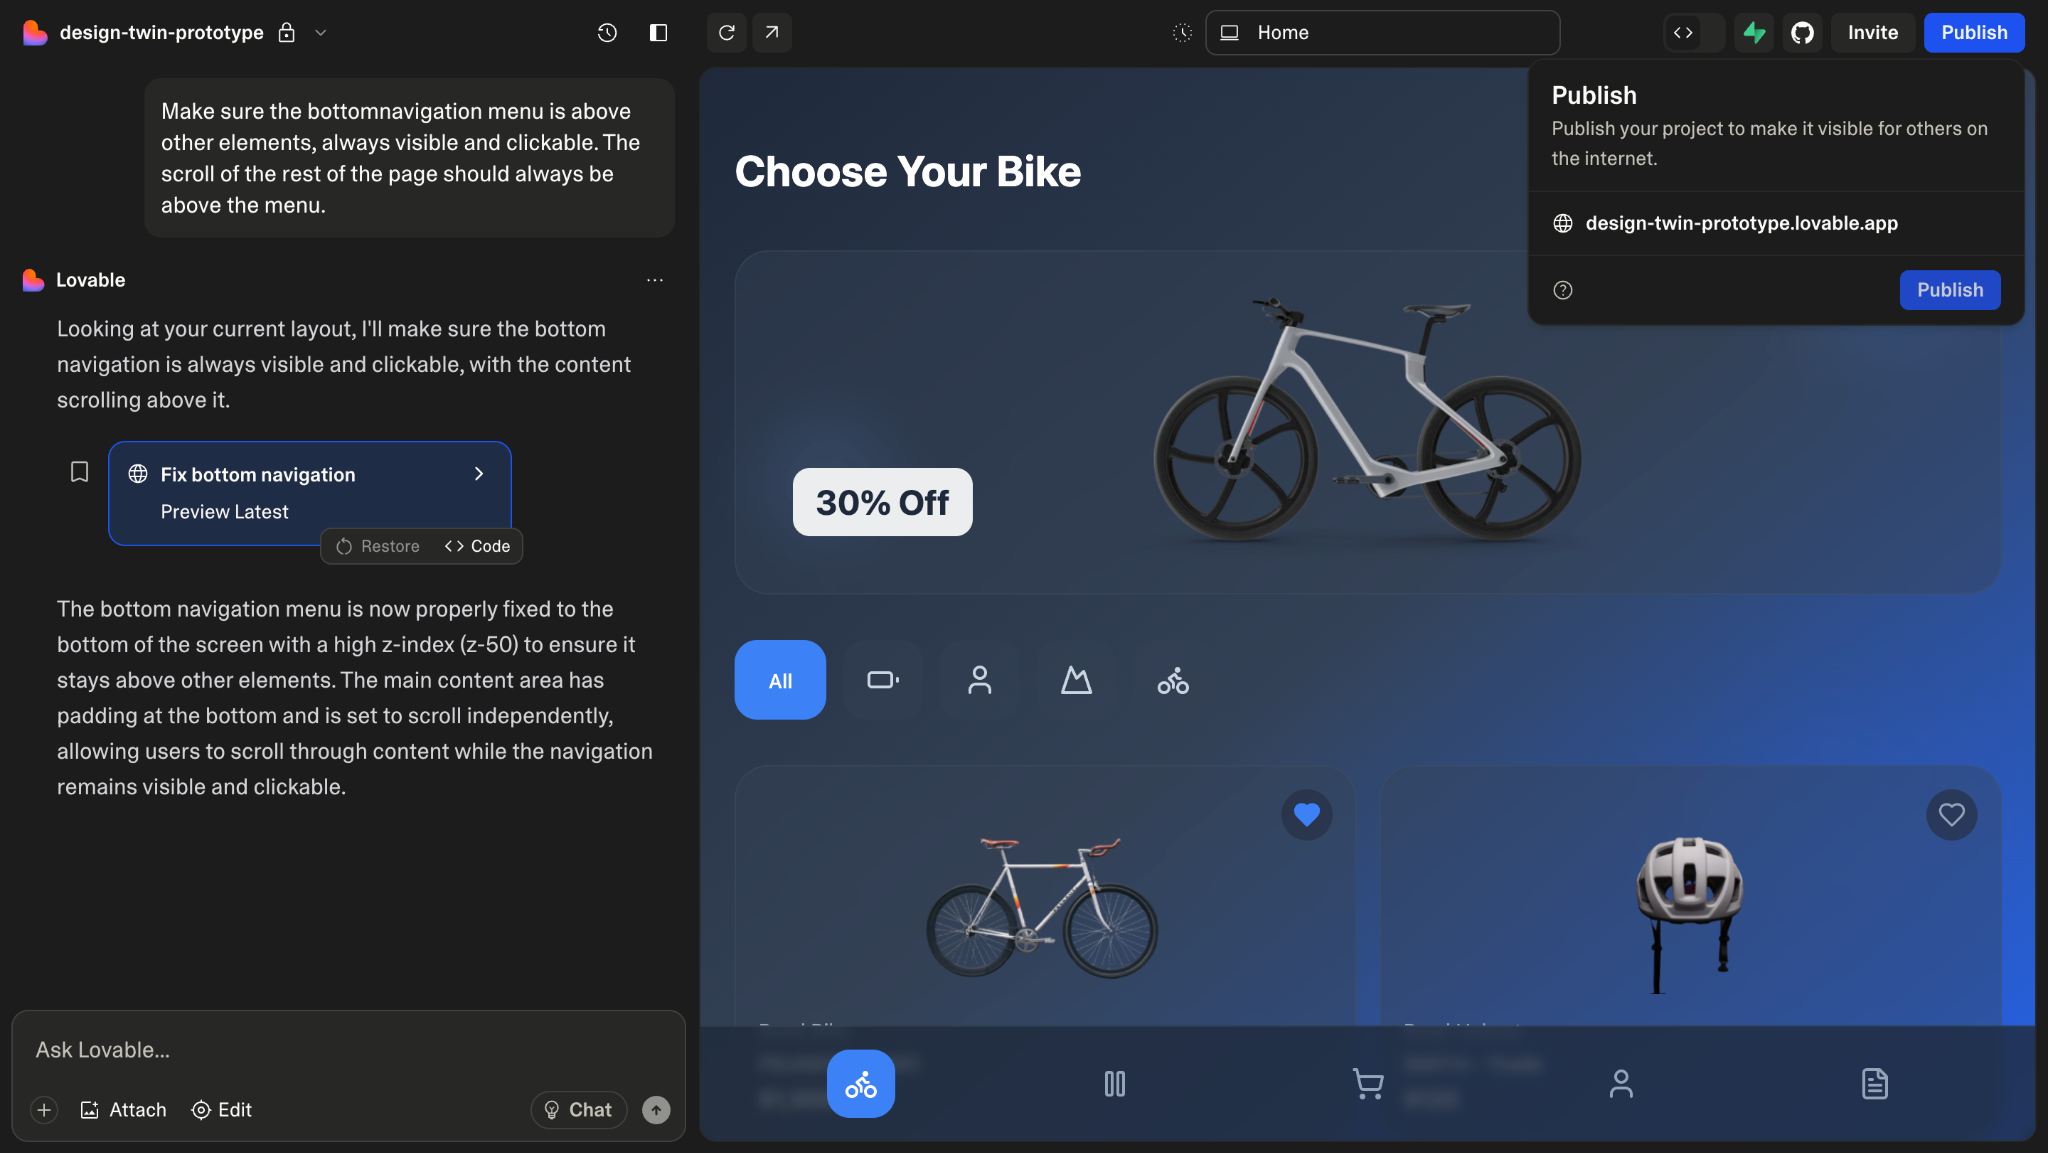 design-twin-prototype
Home
Invite
Publish
Make sure the bottomnavigation menu is above
other elements, always visible and clickable. The
scroll of the rest of the page should always be
above the menu.
Lovable
Looking at your current layout, I'll make sure the bottom
navigation is always visible and clickable, with the content
scrolling above it.
Fix bottom navigation
Preview Latest
Restore
Code
The bottom navigation menu is now properly fixed to the
bottom of the screen with a high z-index (z-50) to ensure it
stays above other elements. The main content area has
padding at the bottom and is set to scroll independently,
allowing users to scroll through content while the navigation
remains visible and clickable.
Ask Lovable...
Attach
Edit
Chat
Choose Your Bike
30% Off
All
Publish
Publish your project to make it visible for others on
the internet.
design-twin-prototype.lovable.app
Publish